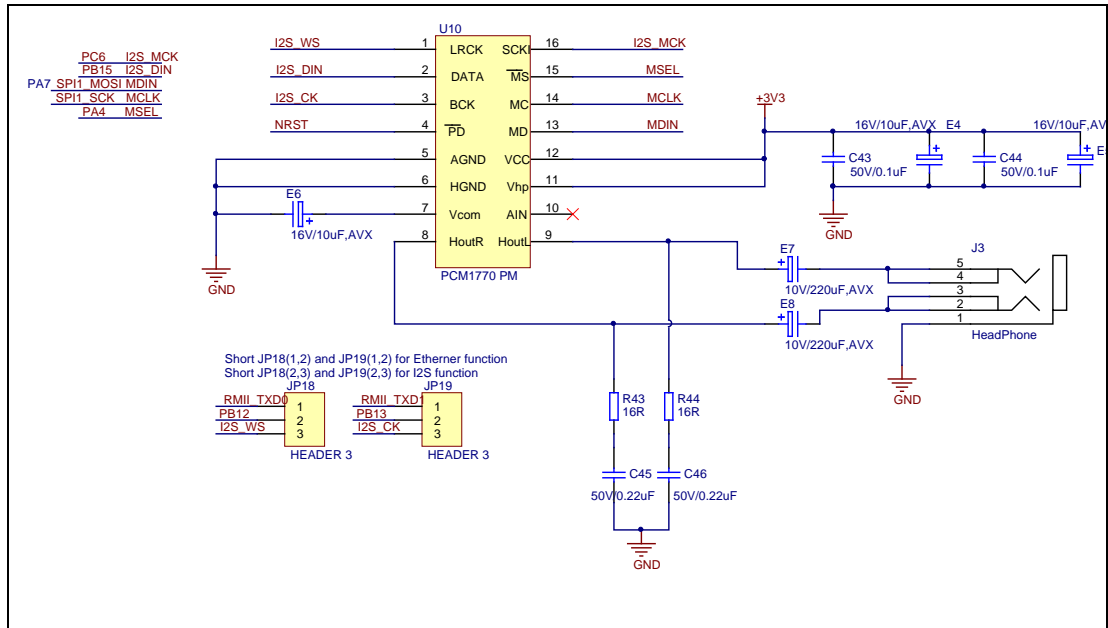 U10
I2S_WS 1 LRCK SCKI 16 I2S_MCK
I2S_DIN 2 DATA MS 15 MSEL
I2S_CK 3 BCK MC 14 MCLK
NRST 4 PD MD 13 MDIN
5 AGND VCC 12
6 HGND Vhp 11
7 Vcom AIN 10
8 HoutR HoutL 9
PCM1770 PM
PC6 I2S_MCK
PB15 I2S_DIN
PA7 SPI1_MOSI MDIN
SPI1_SCK MCLK
PA4 MSEL
E6
16V/10uF,AVX
GND
+3V3
16V/10uF,AVX E4
16V/10uF,AV
C43
50V/0.1uF
C44
50V/0.1uF
E
GND
E7
10V/220uF,AVX
E8
10V/220uF,AVX
J3
5
4
3
2
1
HeadPhone
GND
Short JP18(1,2) and JP19(1,2) for Etherner function
Short JP18(2,3) and JP19(2,3) for I2S function
JP18
RMII_TXD0 1
PB12 2
I2S_WS 3
HEADER 3
JP19
RMII_TXD1 1
PB13 2
I2S_CK 3
HEADER 3
R43
16R
R44
16R
C45
50V/0.22uF
C46
50V/0.22uF
GND